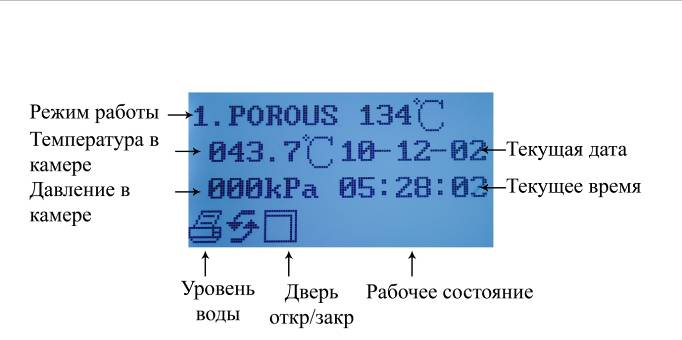 Режим работы
1.POROUS 134℃
Температура в
камере
043.7℃ 10-12-02
Текущая дата
Давление в
камере
000kPa 05:28:03
Текущее время
Уровень
воды
Дверь
откр/закр
Рабочее состояние